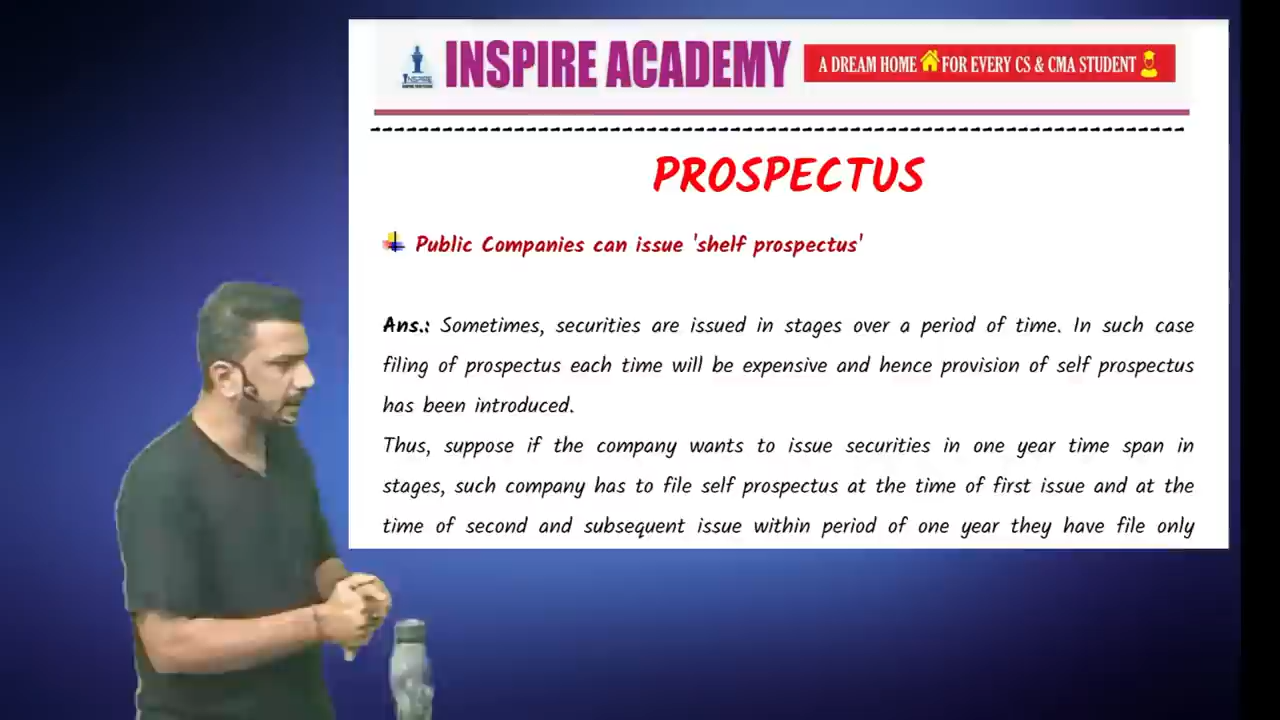 INSPIRE
INSPIRE ACADEMY
A DREAM HOME FOR EVERY CS & CMA STUDENT
PROSPECTUS
Public Companies can issue 'shelf prospectus'
Ans.: Sometimes, securities are issued in stages over a period of time. In such case
filing of prospectus each time will be expensive and hence provision of self prospectus
has been introduced.
Thus, suppose if the company wants to issue securities in one year time span in
stages, such company has to file self prospectus at the time of first issue and at the
time of second and subsequent issue within period of one year they have file only